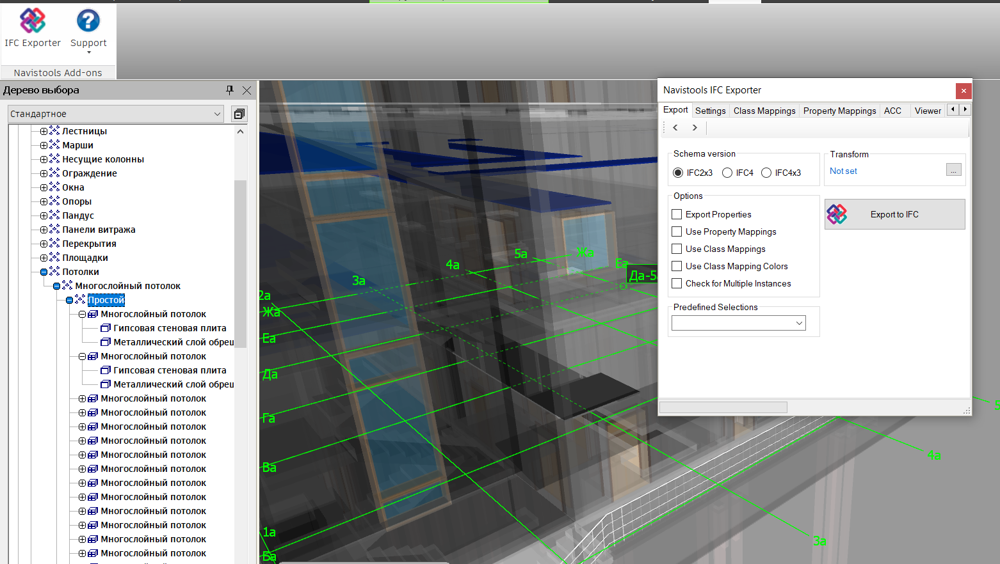 IFC Exporter
Support
Navistools Add-ons
Дерево выбора
Стандартное
Лестницы
Марши
Несущие колонны
Ограждение
Окна
Опоры
Пандус
Панели витража
Перекрытия
Площадки
Потолки
Многослойный потолок
Простой
Многослойный потолок
Гипсовая стеновая плита
Металлический слой обреш
Многослойный потолок
Гипсовая стеновая плита
Металлический слой обреш
Многослойный потолок
Многослойный потолок
Многослойный потолок
Многослойный потолок
Многослойный потолок
Многослойный потолок
Многослойный потолок
Многослойный потолок
Многослойный потолок
Многослойный потолок
Многослойный потолок
Многослойный потолок
5а
Жа
4а
Еа
3а
Да-5а
2а
Жа
Еа
Да
Га
Ва
1а
Ба
4а
3а
5
Navistools IFC Exporter
Export
Settings
Class Mappings
Property Mappings
ACC
Viewer
Schema version
IFC2x3
IFC4
IFC4x3
Transform
Not set
...
Options
Export Properties
Use Property Mappings
Use Class Mappings
Use Class Mapping Colors
Check for Multiple Instances
Export to IFC
Predefined Selections